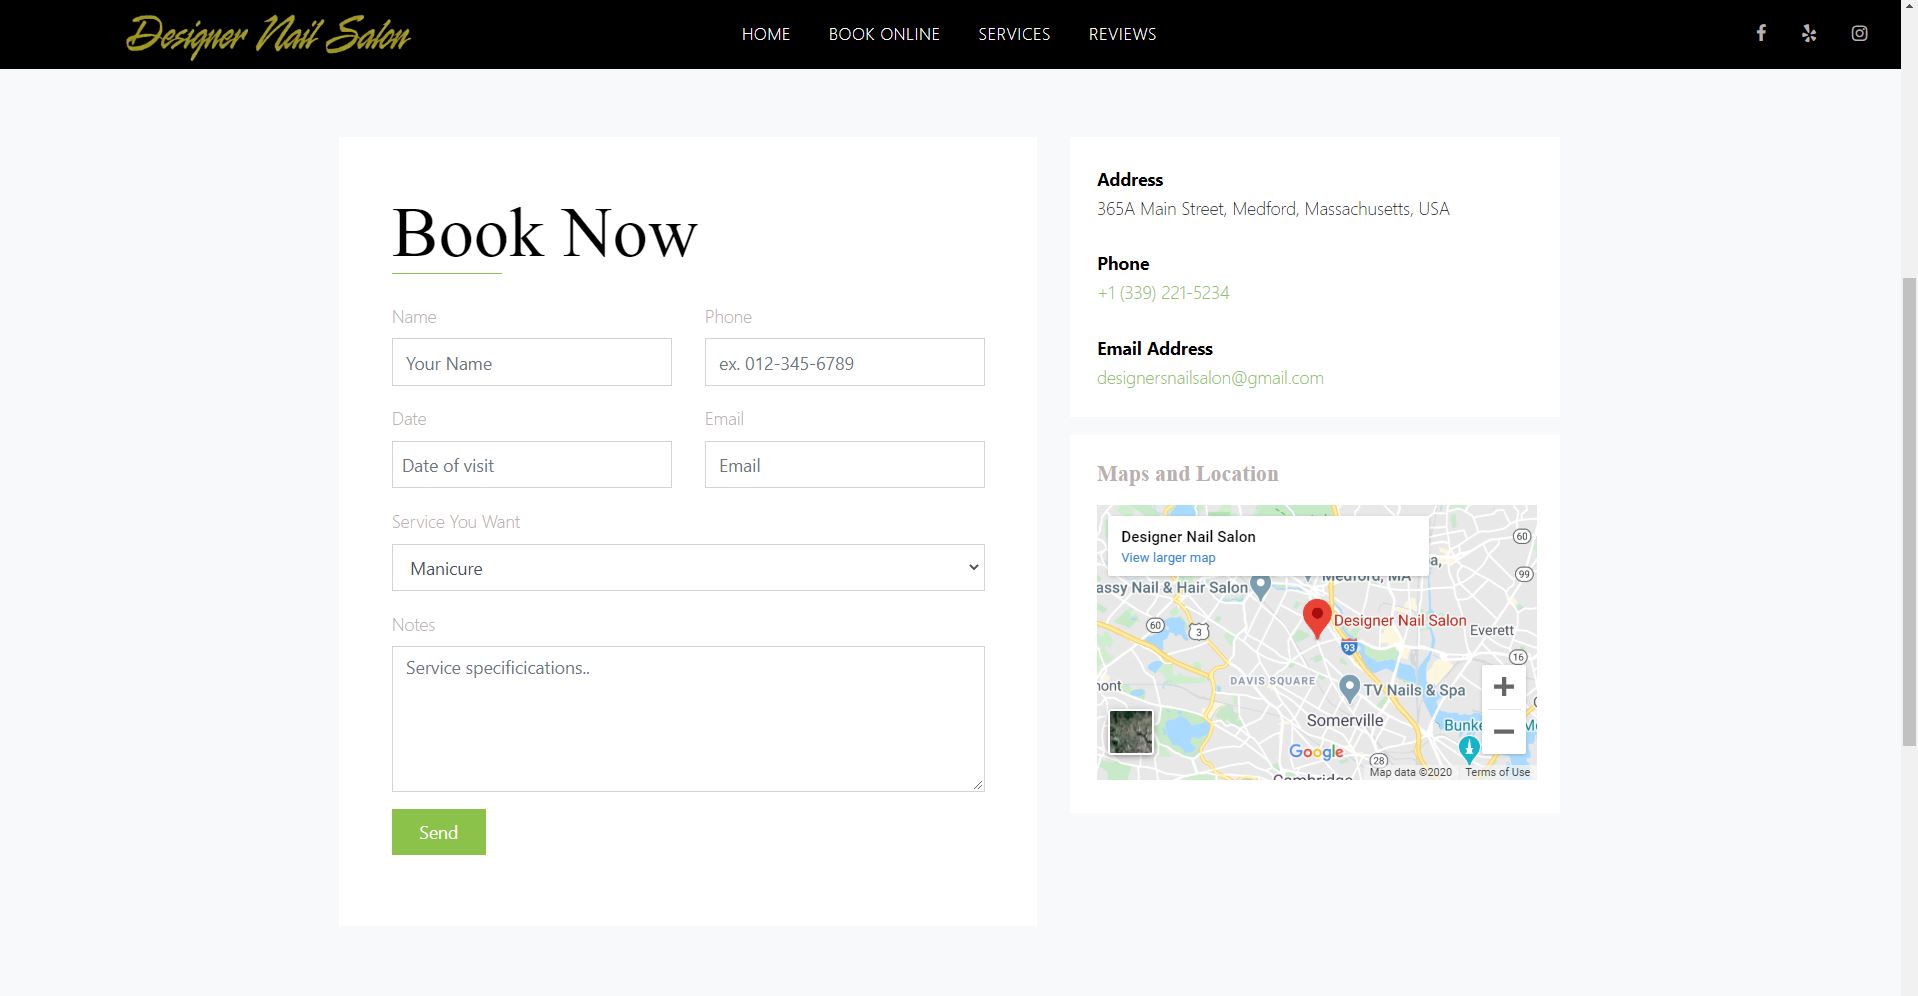 Designer Nail Salon
HOME BOOK ONLINE SERVICES REVIEWS
Book Now
Name Phone
Your Name ex. 012-345-6789
Date Email
Date of visit Email
Service You Want
Manicure
Notes
Service specificications..
Send
Address
365A Main Street, Medford, Massachusetts, USA
Phone
+1 (339) 221-5234
Email Address
designersnailsalon@gmail.com
Maps and Location
Designer Nail Salon
View larger map
60
99
Medford, MA
assy Nail & Hair Salon
60
3
Designer Nail Salon
Everett
93
16
mont
DAVIS SQUARE
TV Nails & Spa
Somerville
Bunke
Google
28
Cambridge
Map data ©2020 Terms of Use